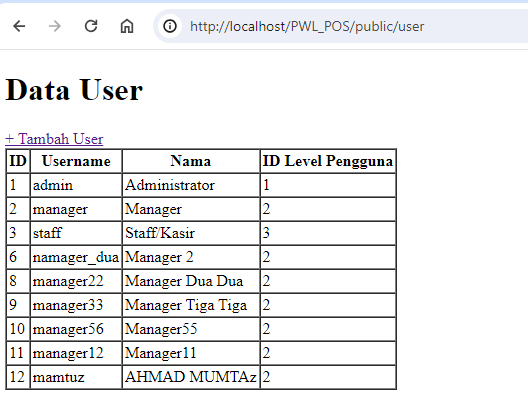 http://localhost/PWL_POS/public/user
Data User
+ Tambah User
ID Username Nama ID Level Pengguna
1 admin Administrator 1
2 manager Manager 2
3 staff Staff/Kasir 3
6 namager_dua Manager 2 2
8 manager22 Manager Dua Dua 2
9 manager33 Manager Tiga Tiga 2
10 manager56 Manager55 2
11 manager12 Manager11 2
12 mamtuz AHMAD MUMTAz 2